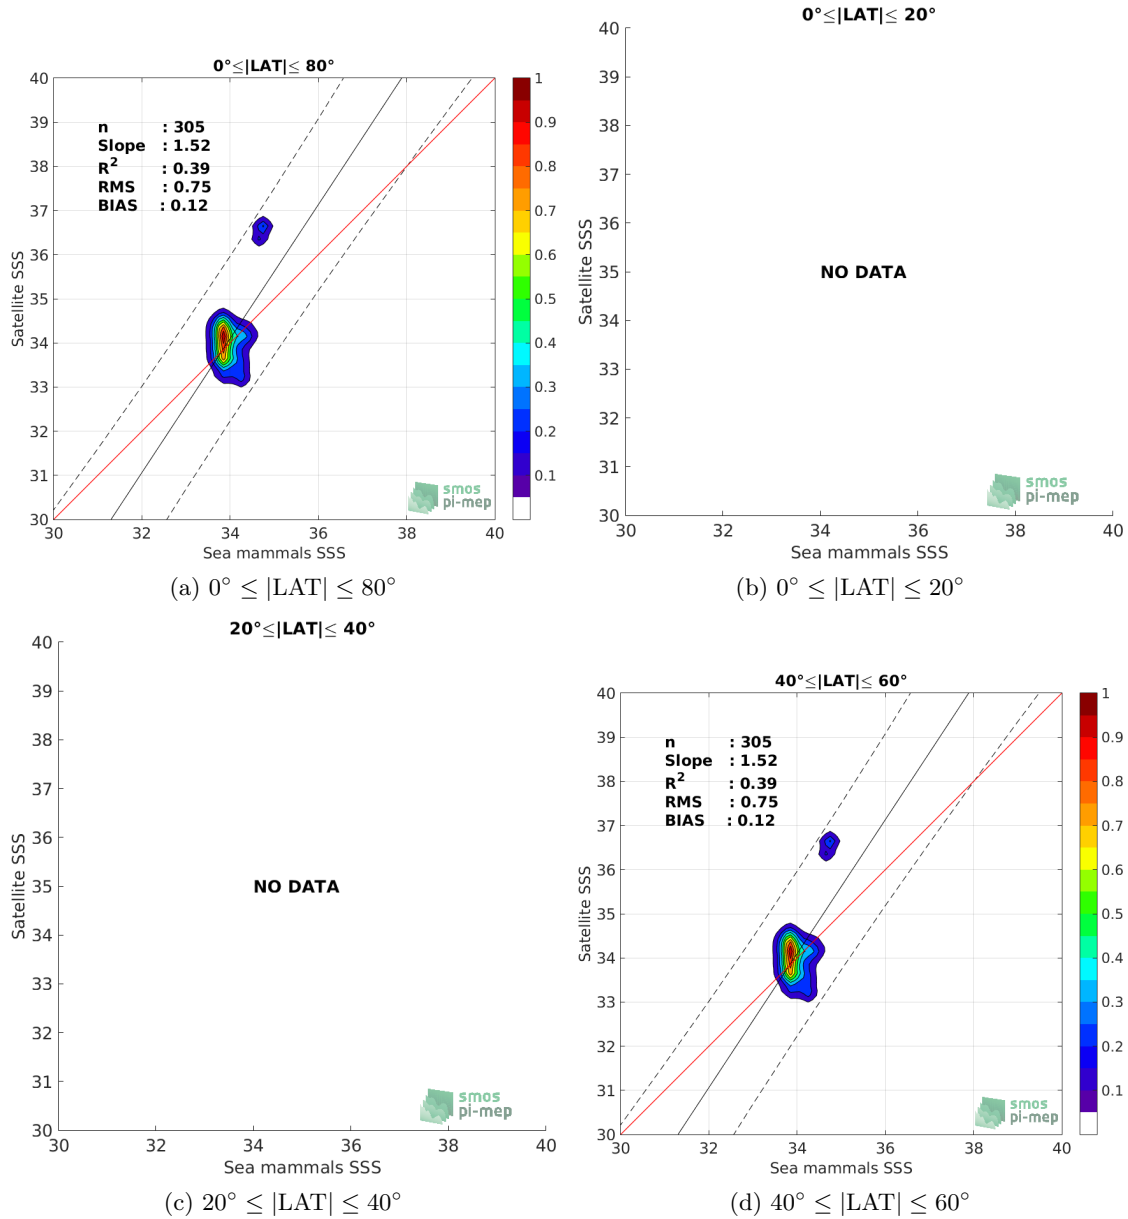 0°≤|LAT|≤ 80°
40
39
38
37
36
35
34
33
32
31
30
Satellite SSS
n : 305
Slope : 1.52
R² : 0.39
RMS : 0.75
BIAS : 0.12
smos
pi-mep
30 32 34 36 38 40
Sea mammals SSS
1
0.9
0.8
0.7
0.6
0.5
0.4
0.3
0.2
0.1
(a) 0° ≤ |LAT| ≤ 80°
0°≤|LAT|≤ 20°
40
39
38
37
36
35
34
33
32
31
30
Satellite SSS
NO DATA
smos
pi-mep
30 32 34 36 38 40
Sea mammals SSS
(b) 0° ≤ |LAT| ≤ 20°
20°≤|LAT|≤ 40°
40
39
38
37
36
35
34
33
32
31
30
Satellite SSS
NO DATA
smos
pi-mep
30 32 34 36 38 40
Sea mammals SSS
(c) 20° ≤ |LAT| ≤ 40°
40°≤|LAT|≤ 60°
40
39
38
37
36
35
34
33
32
31
30
Satellite SSS
n : 305
Slope : 1.52
R² : 0.39
RMS : 0.75
BIAS : 0.12
smos
pi-mep
30 32 34 36 38 40
Sea mammals SSS
1
0.9
0.8
0.7
0.6
0.5
0.4
0.3
0.2
0.1
(d) 40° ≤ |LAT| ≤ 60°